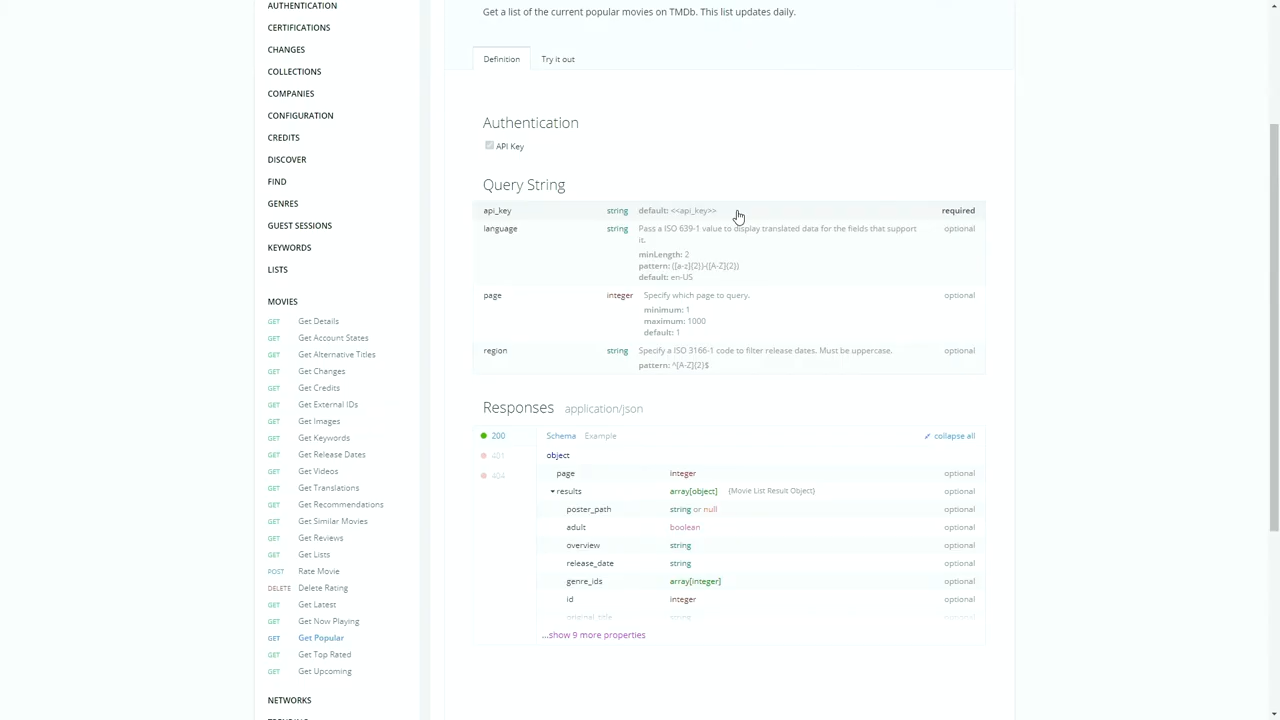 AUTHENTICATION
CERTIFICATIONS
CHANGES
COLLECTIONS
COMPANIES
CONFIGURATION
CREDITS
DISCOVER
FIND
GENRES
GUEST SESSIONS
KEYWORDS
LISTS
MOVIES
GET Get Details
GET Get Account States
GET Get Alternative Titles
GET Get Changes
GET Get Credits
GET Get External IDs
GET Get Images
GET Get Keywords
GET Get Release Dates
GET Get Videos
GET Get Translations
GET Get Recommendations
GET Get Similar Movies
GET Get Reviews
GET Get Lists
POST Rate Movie
DELETE Delete Rating
GET Get Latest
GET Get Now Playing
GET Get Popular
GET Get Top Rated
GET Get Upcoming
NETWORKS
Get a list of the current popular movies on TMDb. This list updates daily.
Definition Try it out
Authentication
API Key
Query String
api_key string default: <<api_key>> required
language string Pass a ISO 639-1 value to display translated data for the fields that support optional
it.
minLength: 2
pattern: ([a-z]{2})-([A-Z]{2})
default: en-US
page integer Specify which page to query. optional
minimum: 1
maximum: 1000
default: 1
region string Specify a ISO 3166-1 code to filter release dates. Must be uppercase. optional
pattern: ^[A-Z]{2}$
Responses application/json
200 Schema Example collapse all
401
404
object
page integer optional
results array[object] {Movie List Result Object} optional
poster_path string or null optional
adult boolean optional
overview string optional
release_date string optional
genre_ids array[integer] optional
id integer optional
original_title string optional
...show 9 more properties